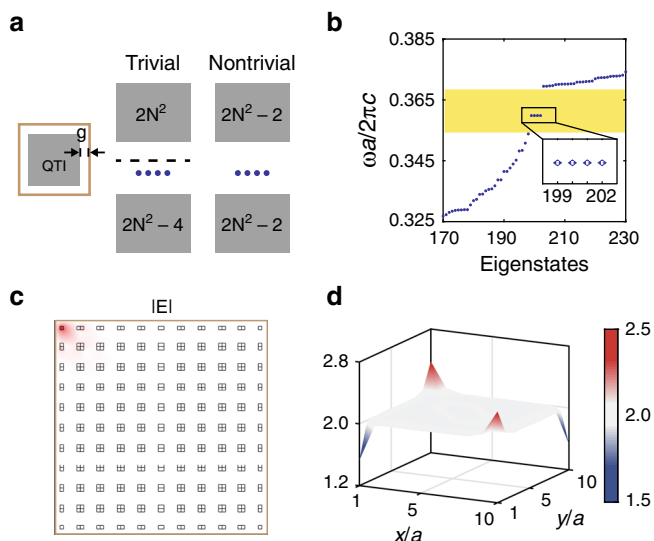 a
Trivial
Nontrivial
g
QTI
2N²
2N² – 2
2N² – 4
2N² – 2
b
0.385
0.365
0.345
0.325
ωa/2πc
199
202
170
190
210
230
Eigenstates
c
|E|
d
2.8
2.0
1.2
1
5
10
x/a
1
5
10
y/a
2.5
2.0
1.5